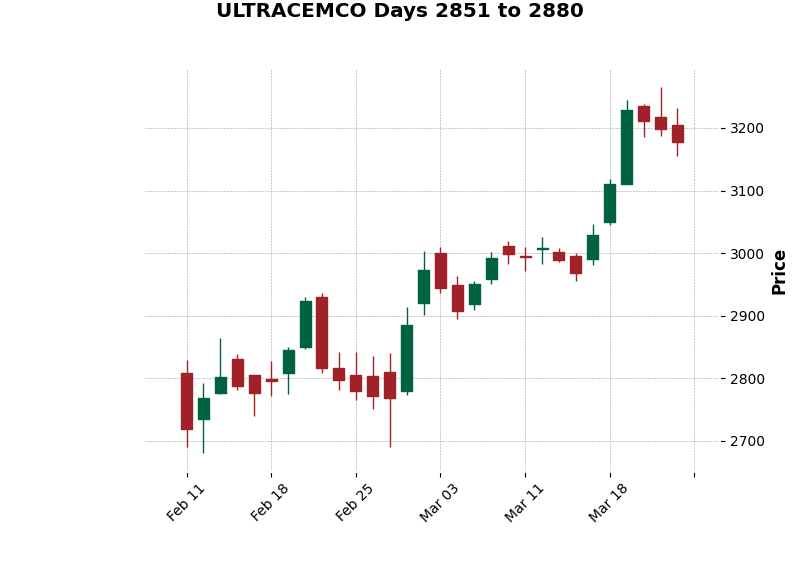 ULTRACEMCO Days 2851 to 2880
3200
3100
3000
2900
2800
2700
Price
Feb 11
Feb 18
Feb 25
Mar 03
Mar 11
Mar 18